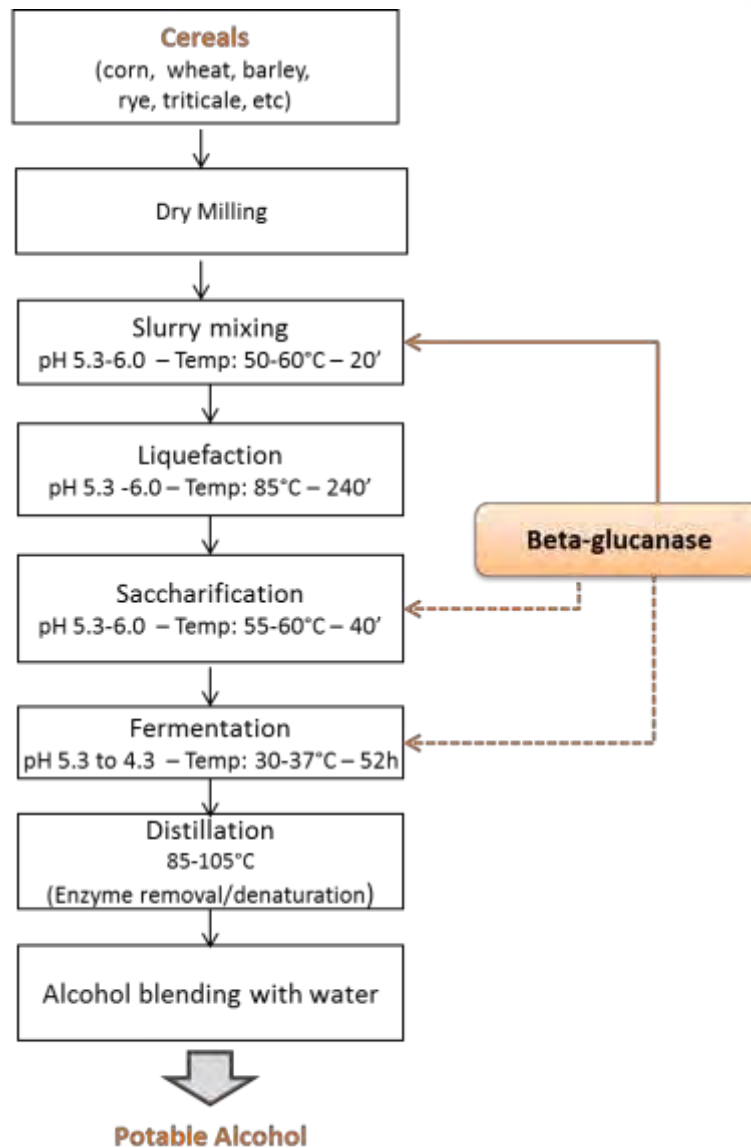 Cereals
(corn, wheat, barley,
rye, triticale, etc)
Dry Milling
Slurry mixing
pH 5.3-6.0 – Temp: 50-60°C – 20’
Liquefaction
pH 5.3 -6.0 – Temp: 85°C – 240’
Beta-glucanase
Saccharification
pH 5.3-6.0 – Temp: 55-60°C – 40’
Fermentation
pH 5.3 to 4.3 – Temp: 30-37°C – 52h
Distillation
85-105°C
(Enzyme removal/denaturation)
Alcohol blending with water
Potable Alcohol